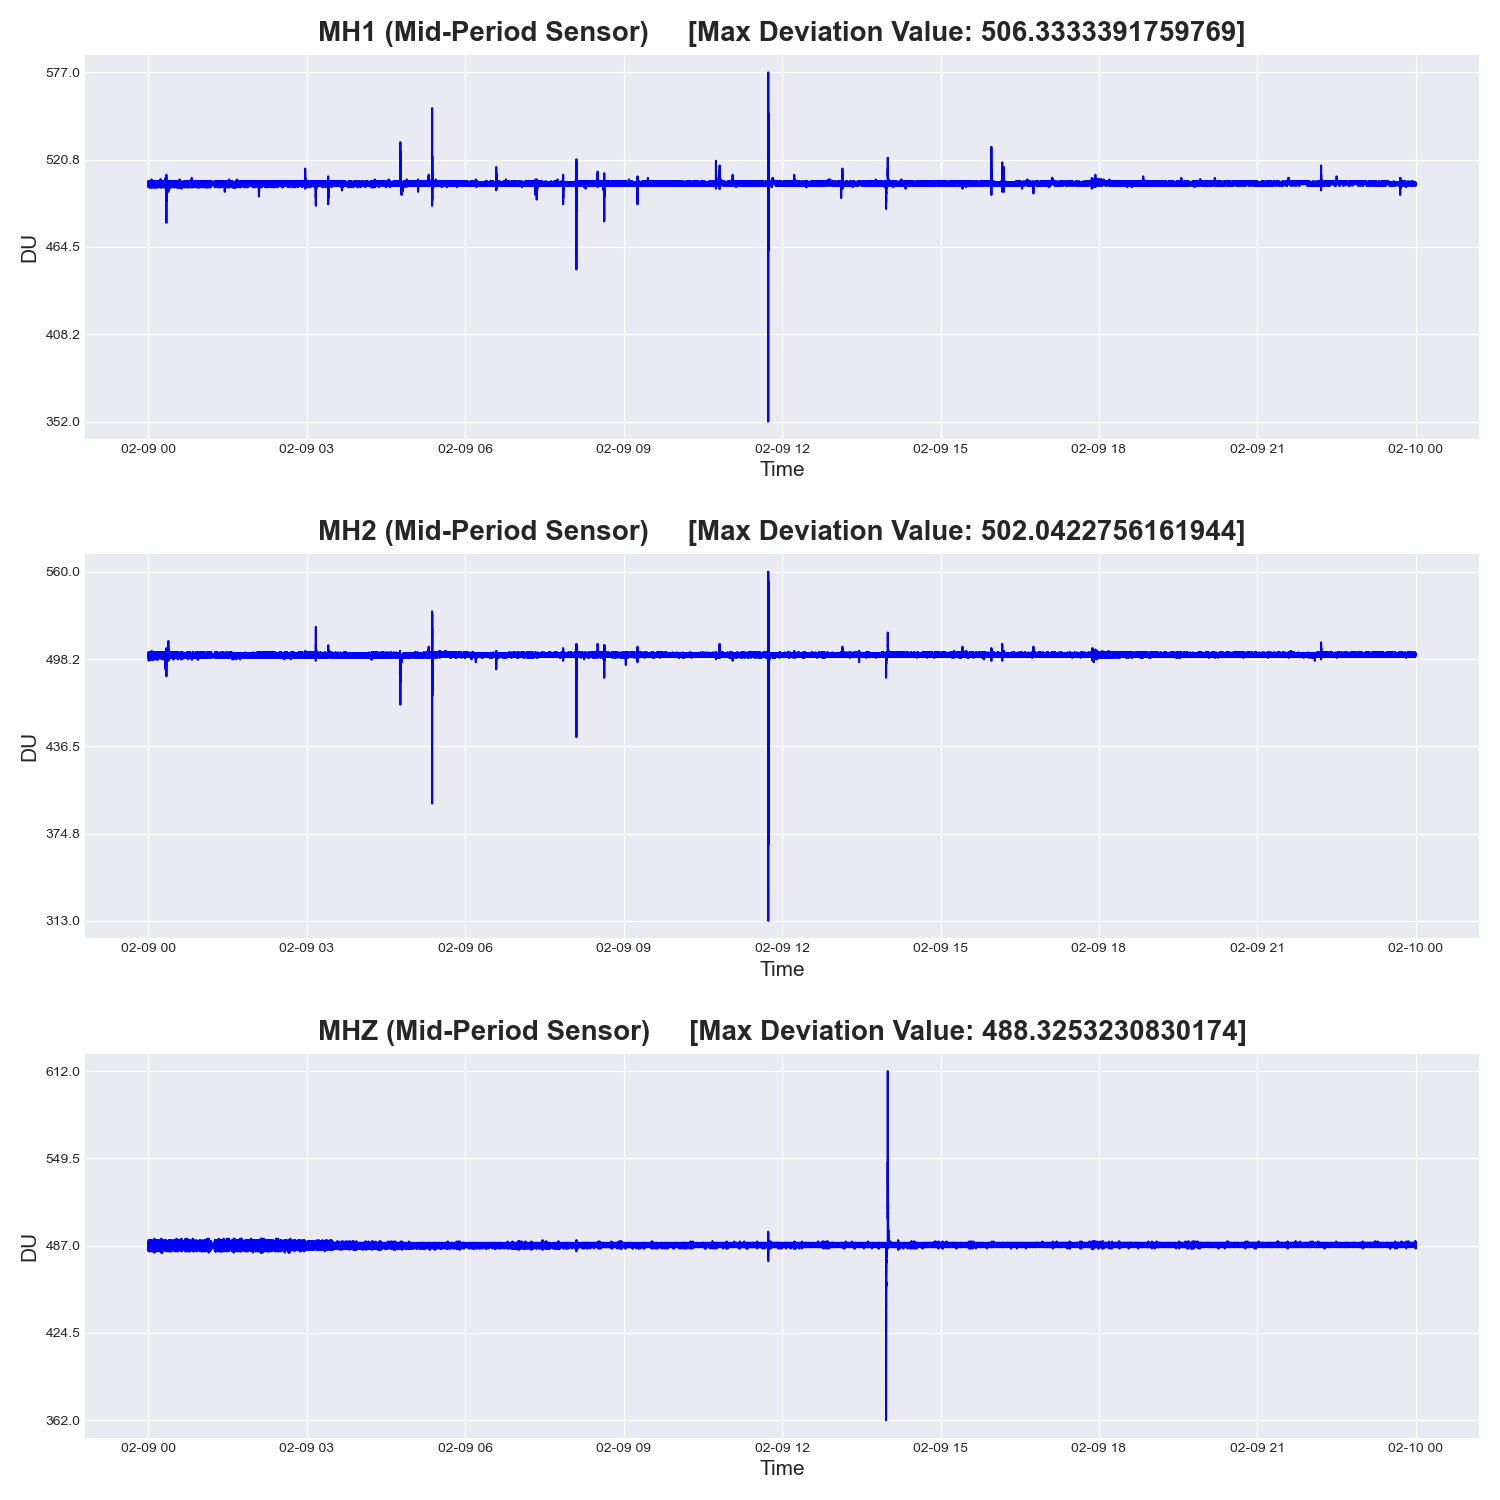 MH1 (Mid-Period Sensor) [Max Deviation Value: 506.3333391759769]
577.0
520.8
464.5
408.2
352.0
DU
02-09 00 02-09 03 02-09 06 02-09 09 02-09 12 02-09 15 02-09 18 02-09 21 02-10 00
Time
MH2 (Mid-Period Sensor) [Max Deviation Value: 502.0422756161944]
560.0
498.2
436.5
374.8
313.0
DU
02-09 00 02-09 03 02-09 06 02-09 09 02-09 12 02-09 15 02-09 18 02-09 21 02-10 00
Time
MHZ (Mid-Period Sensor) [Max Deviation Value: 488.3253230830174]
612.0
549.5
487.0
424.5
362.0
DU
02-09 00 02-09 03 02-09 06 02-09 09 02-09 12 02-09 15 02-09 18 02-09 21 02-10 00
Time